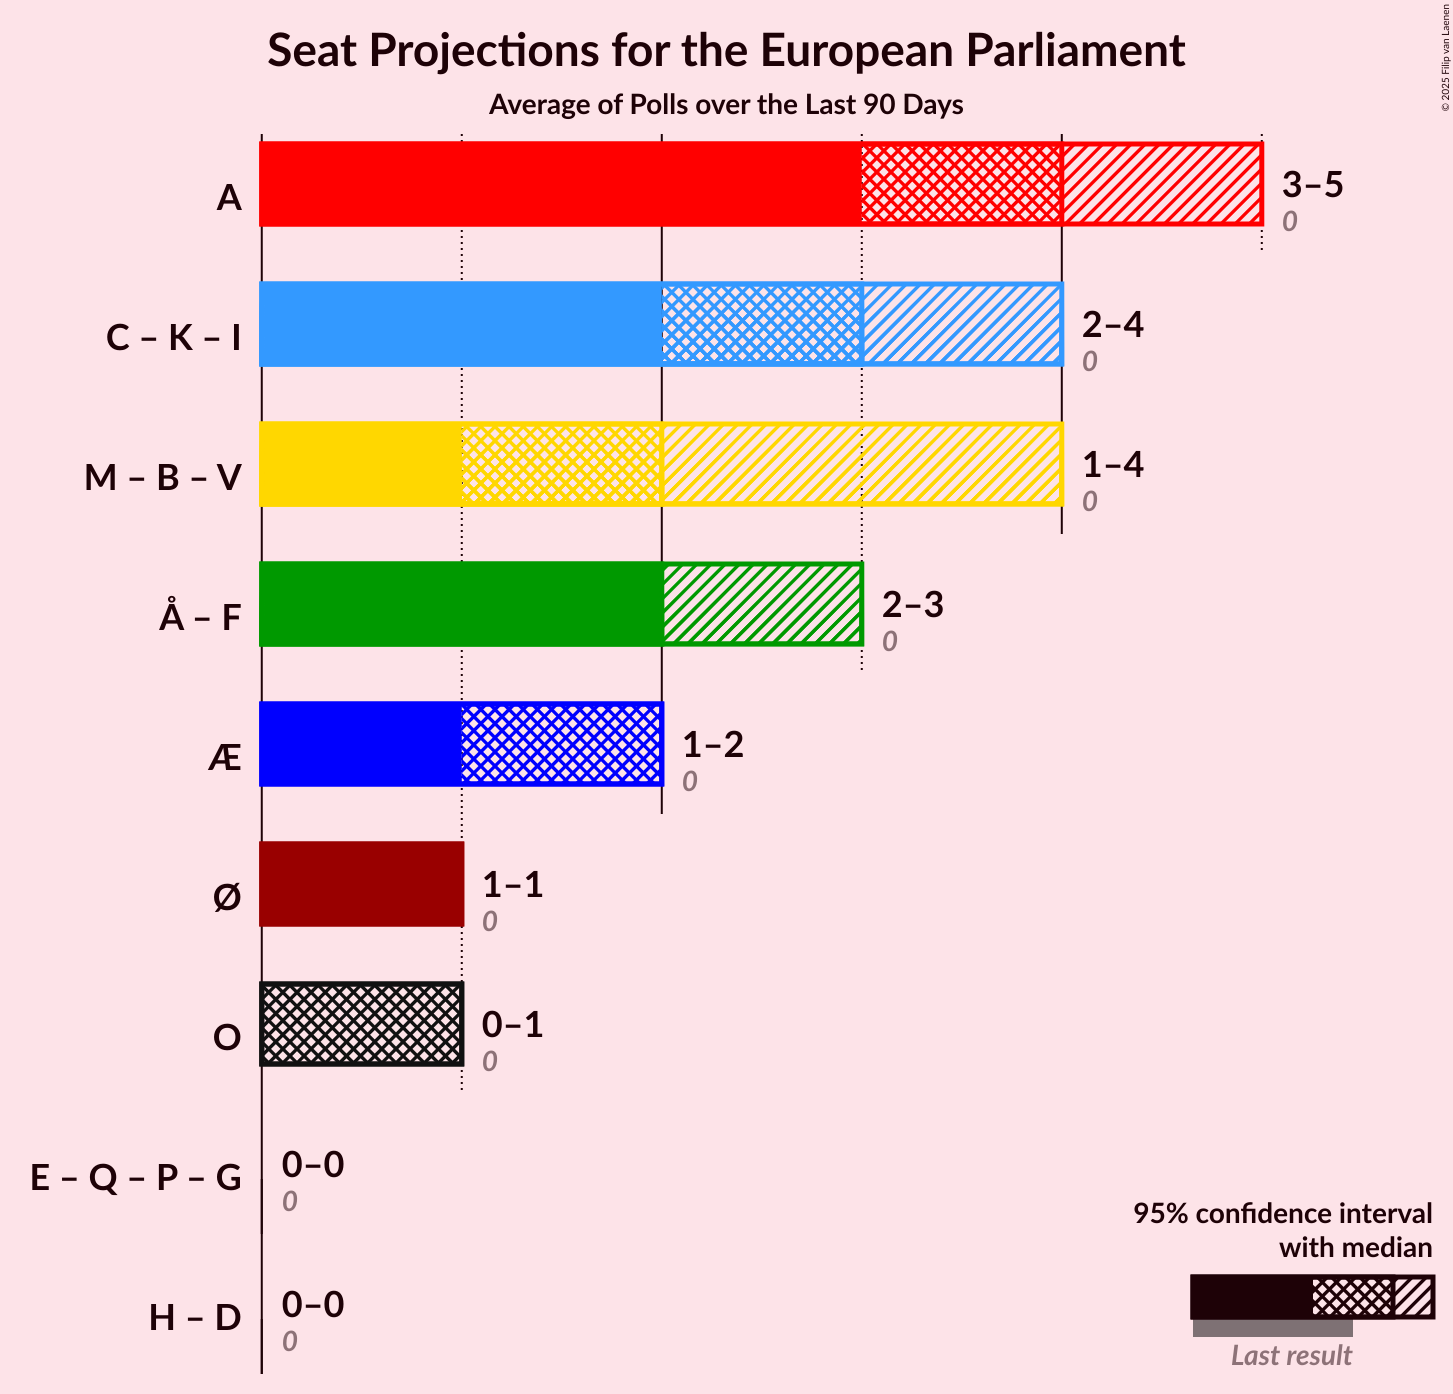 Seat Projections for the European Parliament
Average of Polls over the Last 90 Days
© 2025 Filip van Laenen
A
3–5
0
C – K – I
2–4
0
M – B – V
1–4
0
Å – F
2–3
0
Æ
1–2
0
Ø
1–1
0
O
0–1
0
E – Q – P – G
0–0
0
H – D
0–0
0
95% confidence interval
with median
Last result